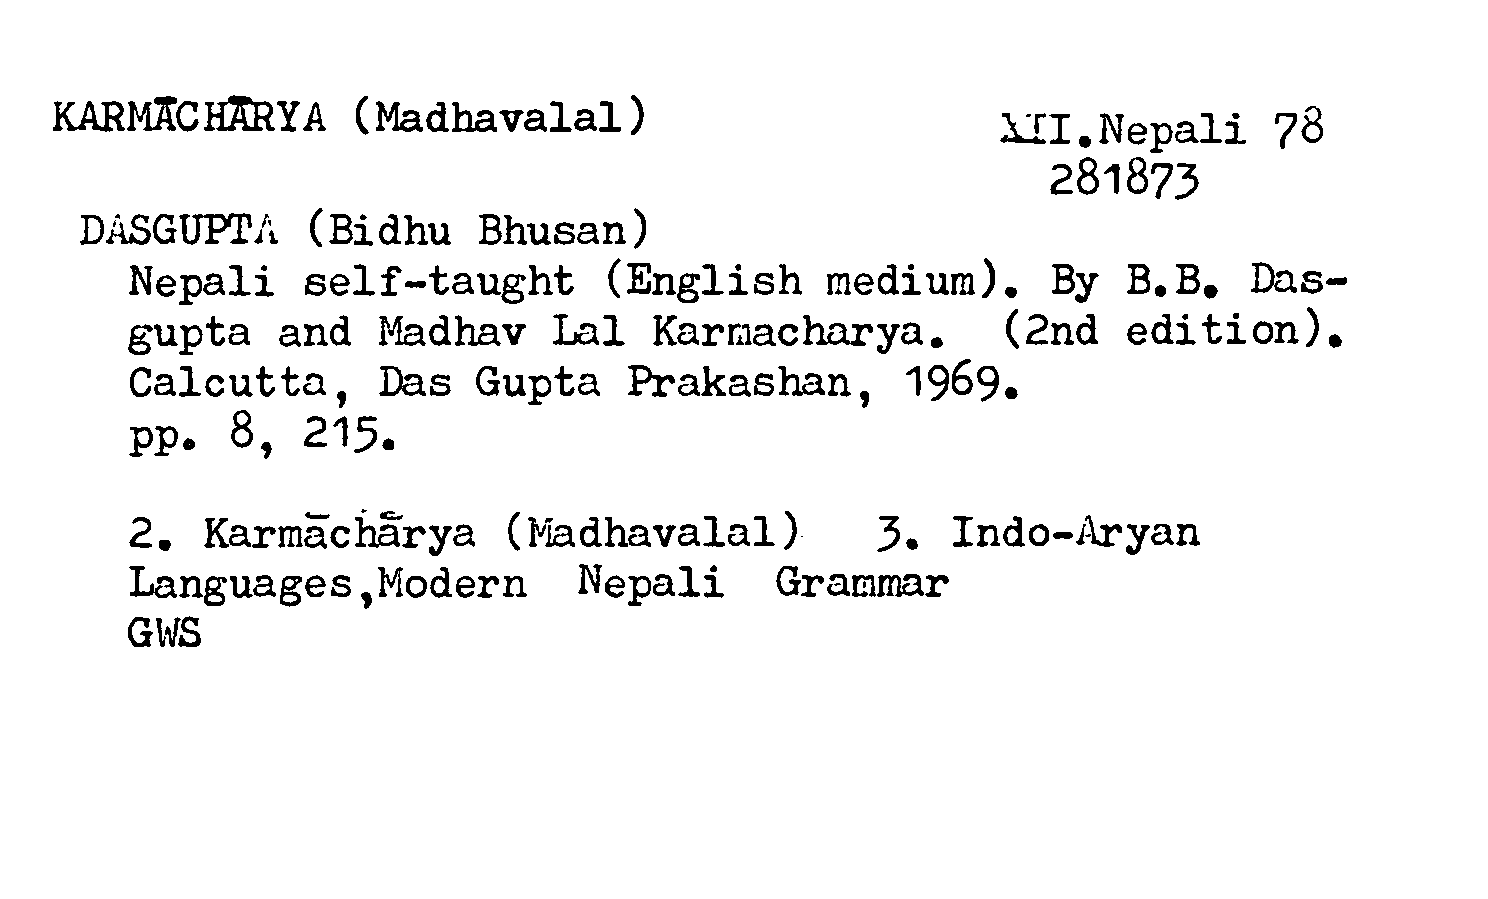 KARMĀCHĀRYA (Madhavalal)
XII.Nepali 78
281873
DASGUPTA (Bidhu Bhusan)
Nepali self-taught (English medium). By B.B. Das-
gupta and Madhav Lal Karmacharya. (2nd edition).
Calcutta, Das Gupta Prakashan, 1969.
pp. 8, 215.
2. Karmāchārya (Madhavalal) 3. Indo-Aryan
Languages,Modern Nepali Grammar
GWS